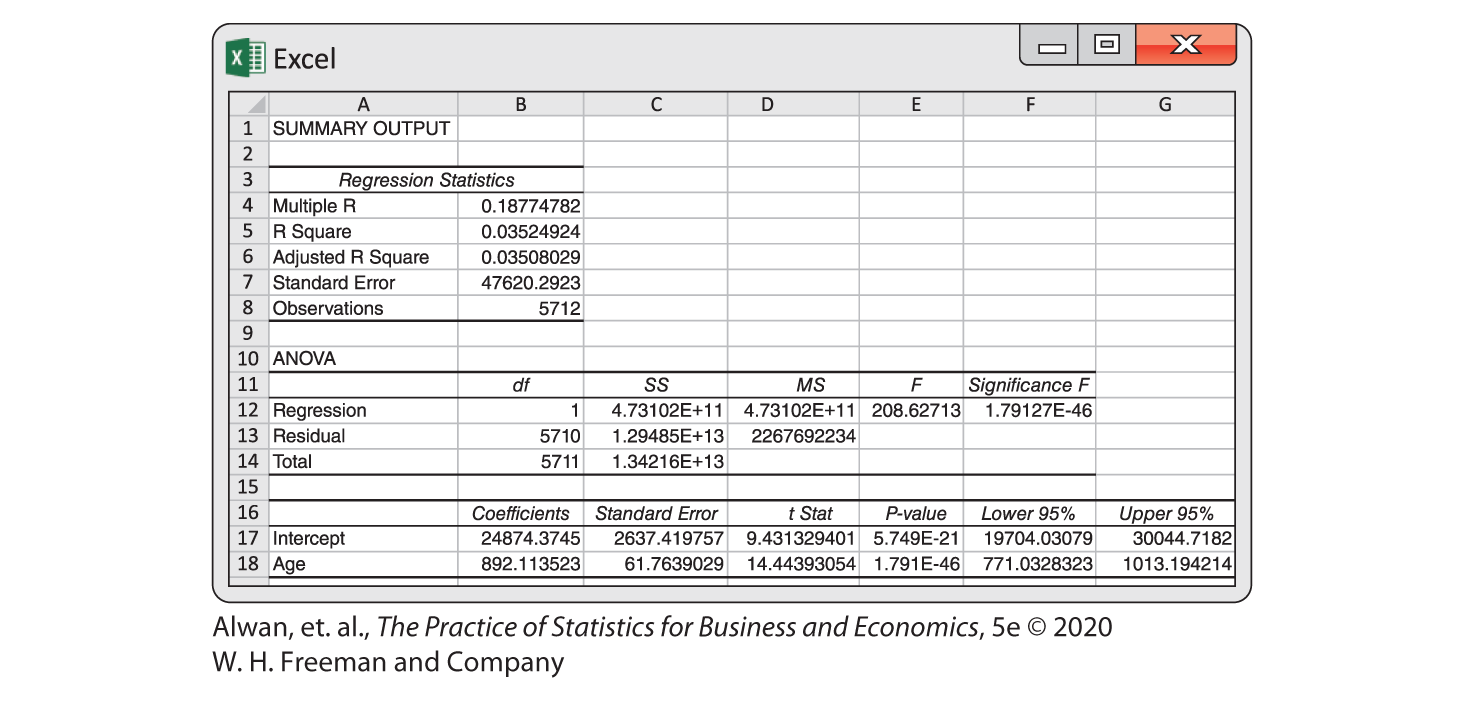 X Excel X
A B C D E F G
1 SUMMARY OUTPUT
2
3 Regression Statistics
4 Multiple R 0.18774782
5 R Square 0.03524924
6 Adjusted R Square 0.03508029
7 Standard Error 47620.2923
8 Observations 5712
9
10 ANOVA
11 df SS MS F Significance F
12 Regression 1 4.73102E+11 4.73102E+11 208.62713 1.79127E-46
13 Residual 5710 1.29485E+13 2267692234
14 Total 5711 1.34216E+13
15
16 Coefficients Standard Error t Stat P-value Lower 95% Upper 95%
17 Intercept 24874.3745 2637.419757 9.431329401 5.749E-21 19704.03079 30044.7182
18 Age 892.113523 61.7639029 14.44393054 1.791E-46 771.0328323 1013.194214
Alwan, et. al., The Practice of Statistics for Business and Economics, 5e © 2020
W. H. Freeman and Company